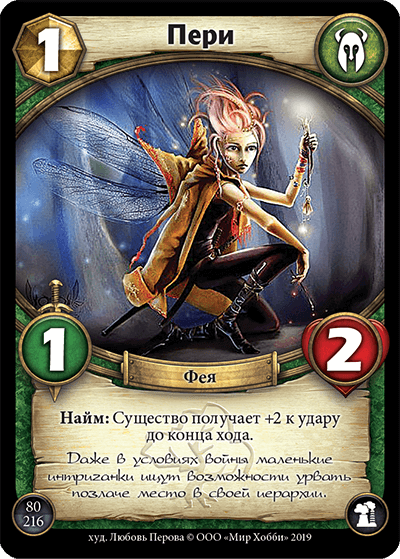 1
Пери
1
2
Фея
Найм: Существо получает +2 к удару
до конца хода.
Даже в условиях войны маленькие
интриганки ищут возможности урвать
позлаче место в своей иерархии.
80
216
худ. Любовь Перова © ООО «Мир Хобби» 2019